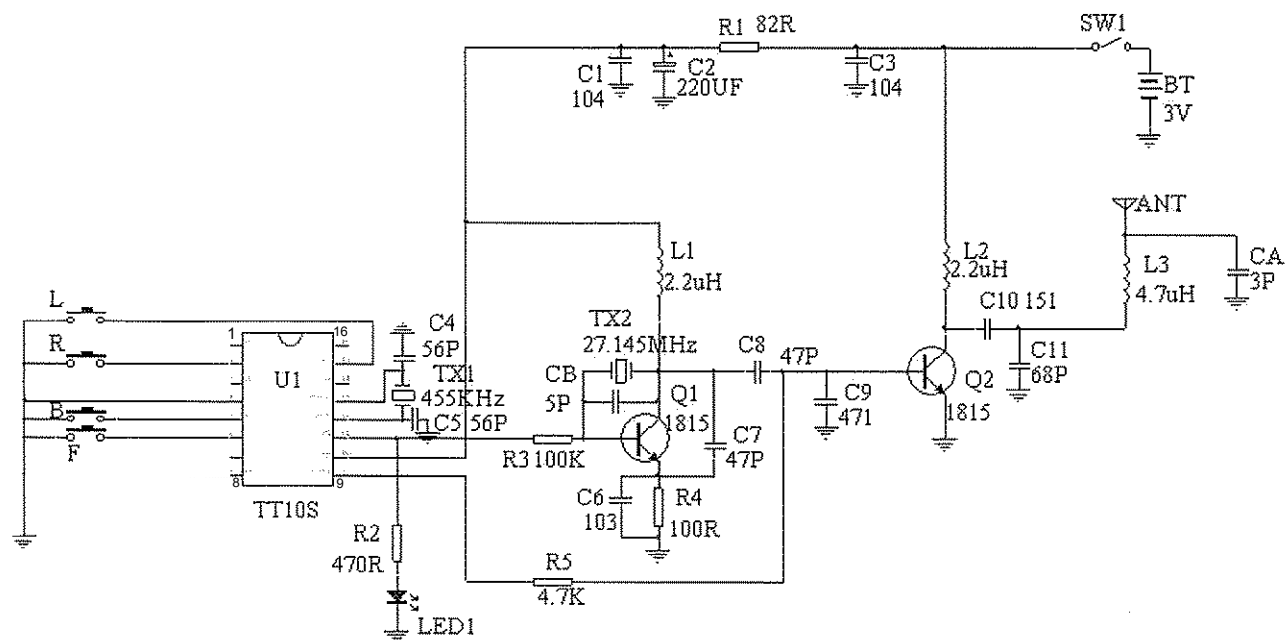 R1 82R
SW1
C1
104
C2
220UF
C3
104
BT
3V
ANT
L1
2.2uH
L2
2.2uH
L3
4.7uH
CA
3P
C10 151
L
R
B
F
1
16
U1
8
9
TT10S
C4
56P
TX1
455KHz
C5 56P
TX2
27.145MHz
CB
5P
Q1
1815
C8
47P
C9
471
Q2
1815
C11
68P
R3 100K
C7
47P
C6
103
R4
100R
R2
470R
R5
4.7K
LED1